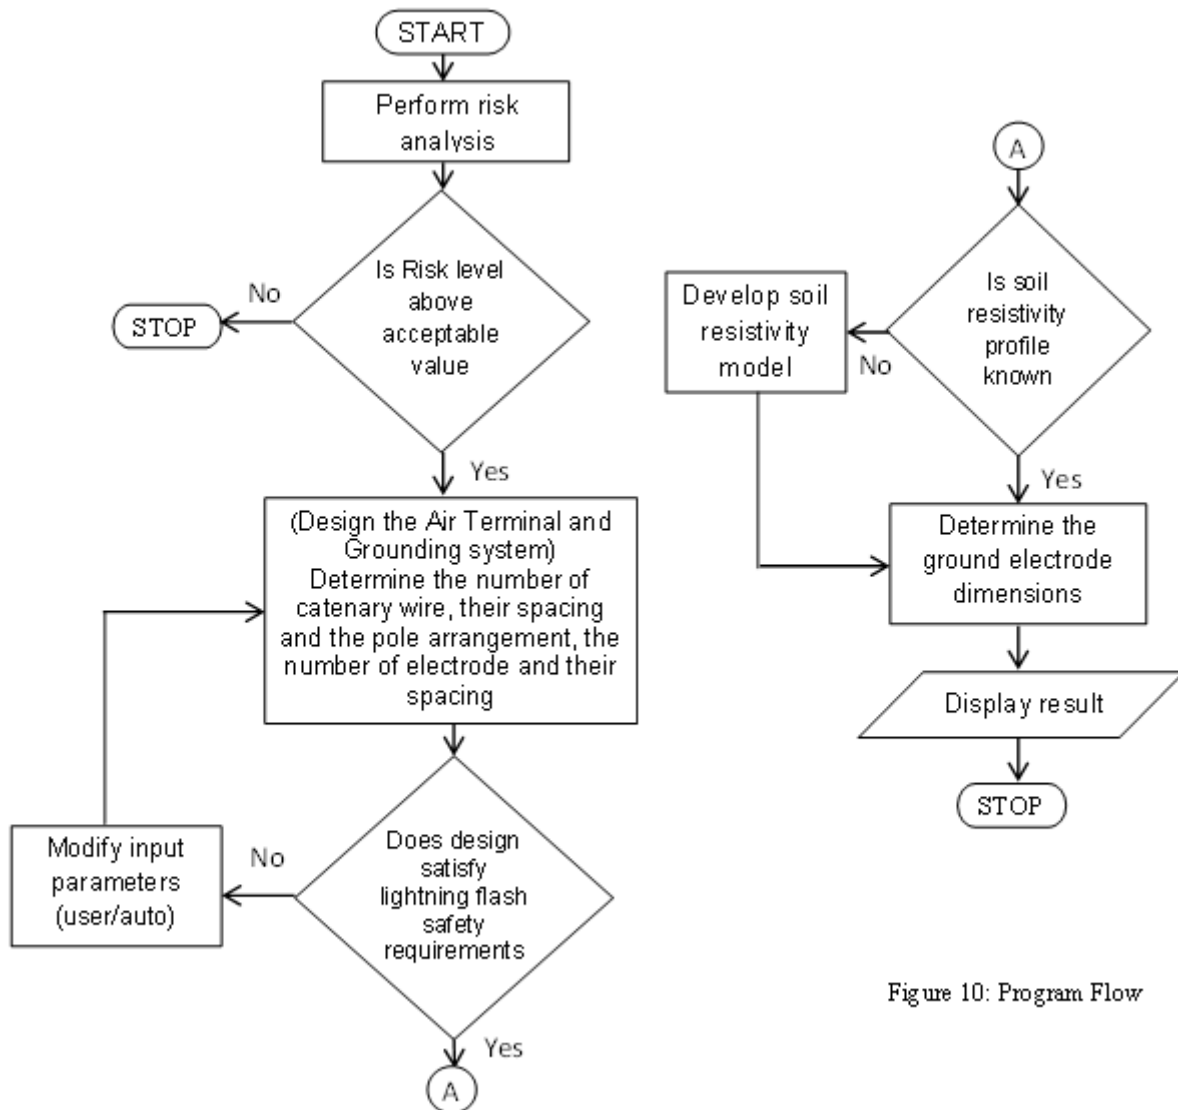 START
Perform risk
analysis
Is Risk level
above
acceptable
value
No
STOP
Yes
(Design the Air Terminal and
Grounding system)
Determine the number of
catenary wire, their spacing
and the pole arrangement, the
number of electrode and their
spacing
Does design
satisfy
lightning flash
safety
requirements
No
Modify input
parameters
(user/auto)
Yes
A
A
Is soil
resistivity
profile
known
No
Develop soil
resistivity
model
Yes
Determine the
ground electrode
dimensions
Display result
STOP
Figure 10: Program Flow